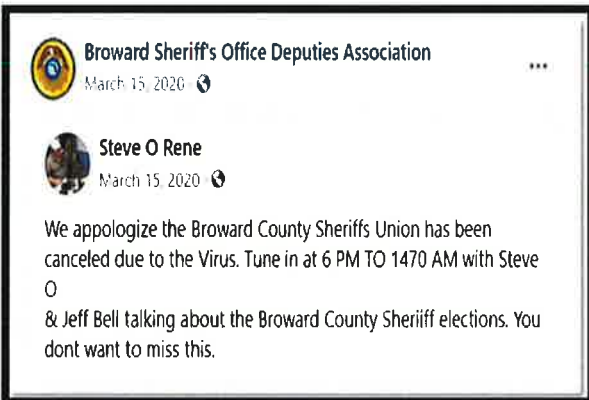 Broward Sheriff's Office Deputies Association
March 15, 2020
Steve O Rene
March 15, 2020
We appologize the Broward County Sheriffs Union has been
canceled due to the Virus. Tune in at 6 PM TO 1470 AM with Steve
O
& Jeff Bell talking about the Broward County Sheriiff elections. You
dont want to miss this.